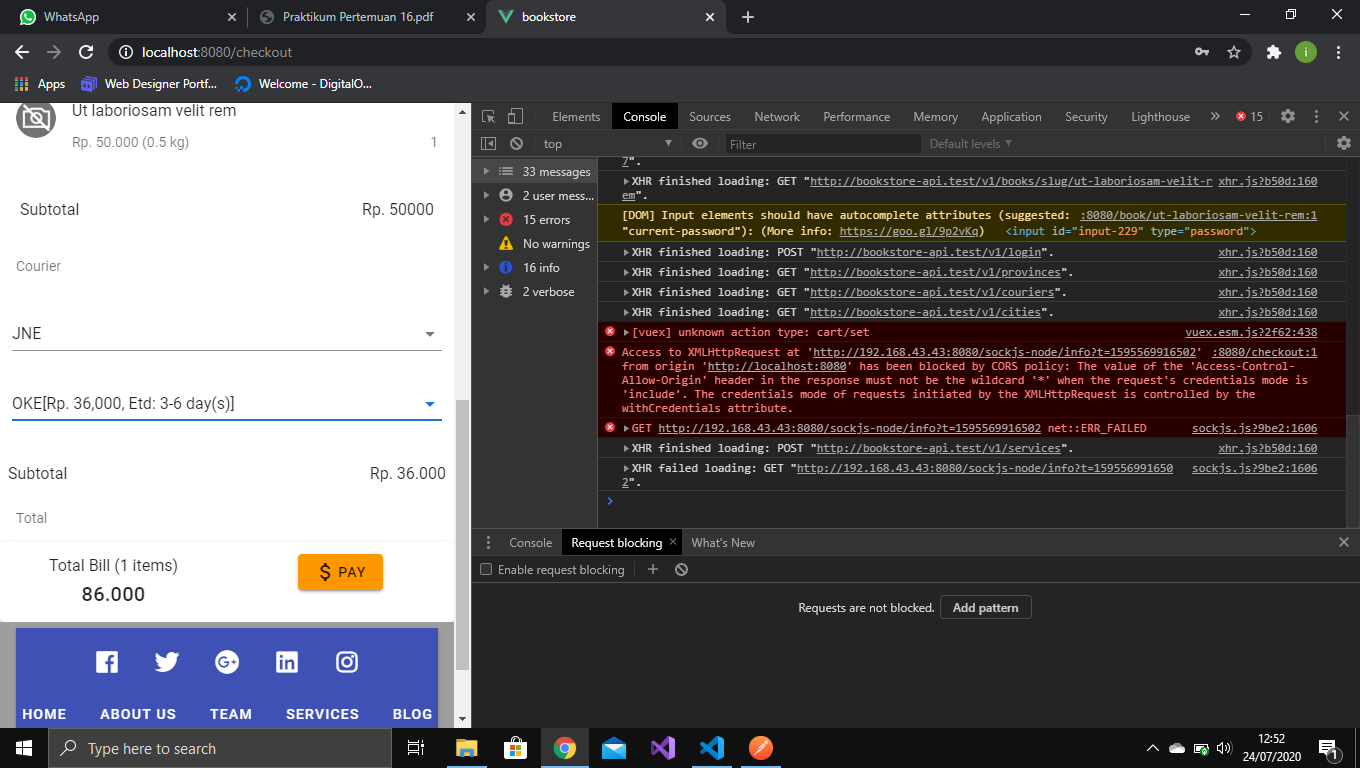 WhatsApp
Praktikum Pertemuan 16.pdf
bookstore
localhost:8080/checkout
i
Apps
Web Designer Portf...
Welcome - DigitalO...
Ut laboriosam velit rem
Rp. 50.000 (0.5 kg)
1
Subtotal
Rp. 50000
Courier
JNE
OKE[Rp. 36,000, Etd: 3-6 day(s)]
Subtotal
Rp. 36.000
Total
Total Bill (1 items)
86.000
$ PAY
HOME
ABOUT US
TEAM
SERVICES
BLOG
Elements
Console
Sources
Network
Performance
Memory
Application
Security
Lighthouse
»
15
top
Filter
Default levels
33 messages
2 user mess...
15 errors
No warnings
16 info
2 verbose
7".
XHR finished loading: GET "http://bookstore-api.test/v1/books/slug/ut-laboriosam-velit-r xhr.js?b50d:160
em".
[DOM] Input elements should have autocomplete attributes (suggested: :8080/book/ut-laboriosam-velit-rem:1
"current-password"): (More info: https://goo.gl/9p2vKq) <input id="input-229" type="password">
XHR finished loading: POST "http://bookstore-api.test/v1/login". xhr.js?b50d:160
XHR finished loading: GET "http://bookstore-api.test/v1/provinces". xhr.js?b50d:160
XHR finished loading: GET "http://bookstore-api.test/v1/couriers". xhr.js?b50d:160
XHR finished loading: GET "http://bookstore-api.test/v1/cities". xhr.js?b50d:160
[vuex] unknown action type: cart/set vuex.esm.js?2f62:438
Access to XMLHttpRequest at 'http://192.168.43.43:8080/sockjs-node/info?t=1595569916502' :8080/checkout:1
from origin 'http://localhost:8080' has been blocked by CORS policy: The value of the 'Access-Control-
Allow-Origin' header in the response must not be the wildcard '*' when the request's credentials mode is
'include'. The credentials mode of requests initiated by the XMLHttpRequest is controlled by the
withCredentials attribute.
GET http://192.168.43.43:8080/sockjs-node/info?t=1595569916502 net::ERR_FAILED sockjs.js?9be2:1606
XHR finished loading: POST "http://bookstore-api.test/v1/services". xhr.js?b50d:160
XHR failed loading: GET "http://192.168.43.43:8080/sockjs-node/info?t=159556991650 sockjs.js?9be2:1606
2".
Console
Request blocking
What's New
Enable request blocking
Requests are not blocked.
Add pattern
Type here to search
12:52
24/07/2020
1